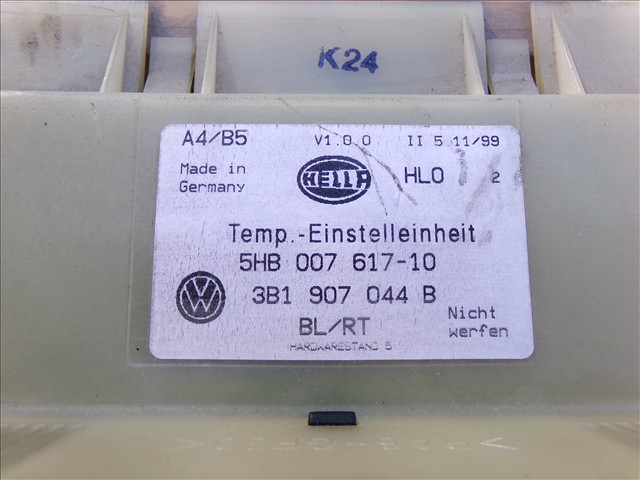 K24
A4/B5 V1.0.0 II 5 11/99
Made in Germany
HELLA
HLO 2
Temp.-Einstelleinheit
5HB 007 617-10
VW
3B1 907 044 B
BL/RT
Nicht werfen
HARDWARESTAND 6